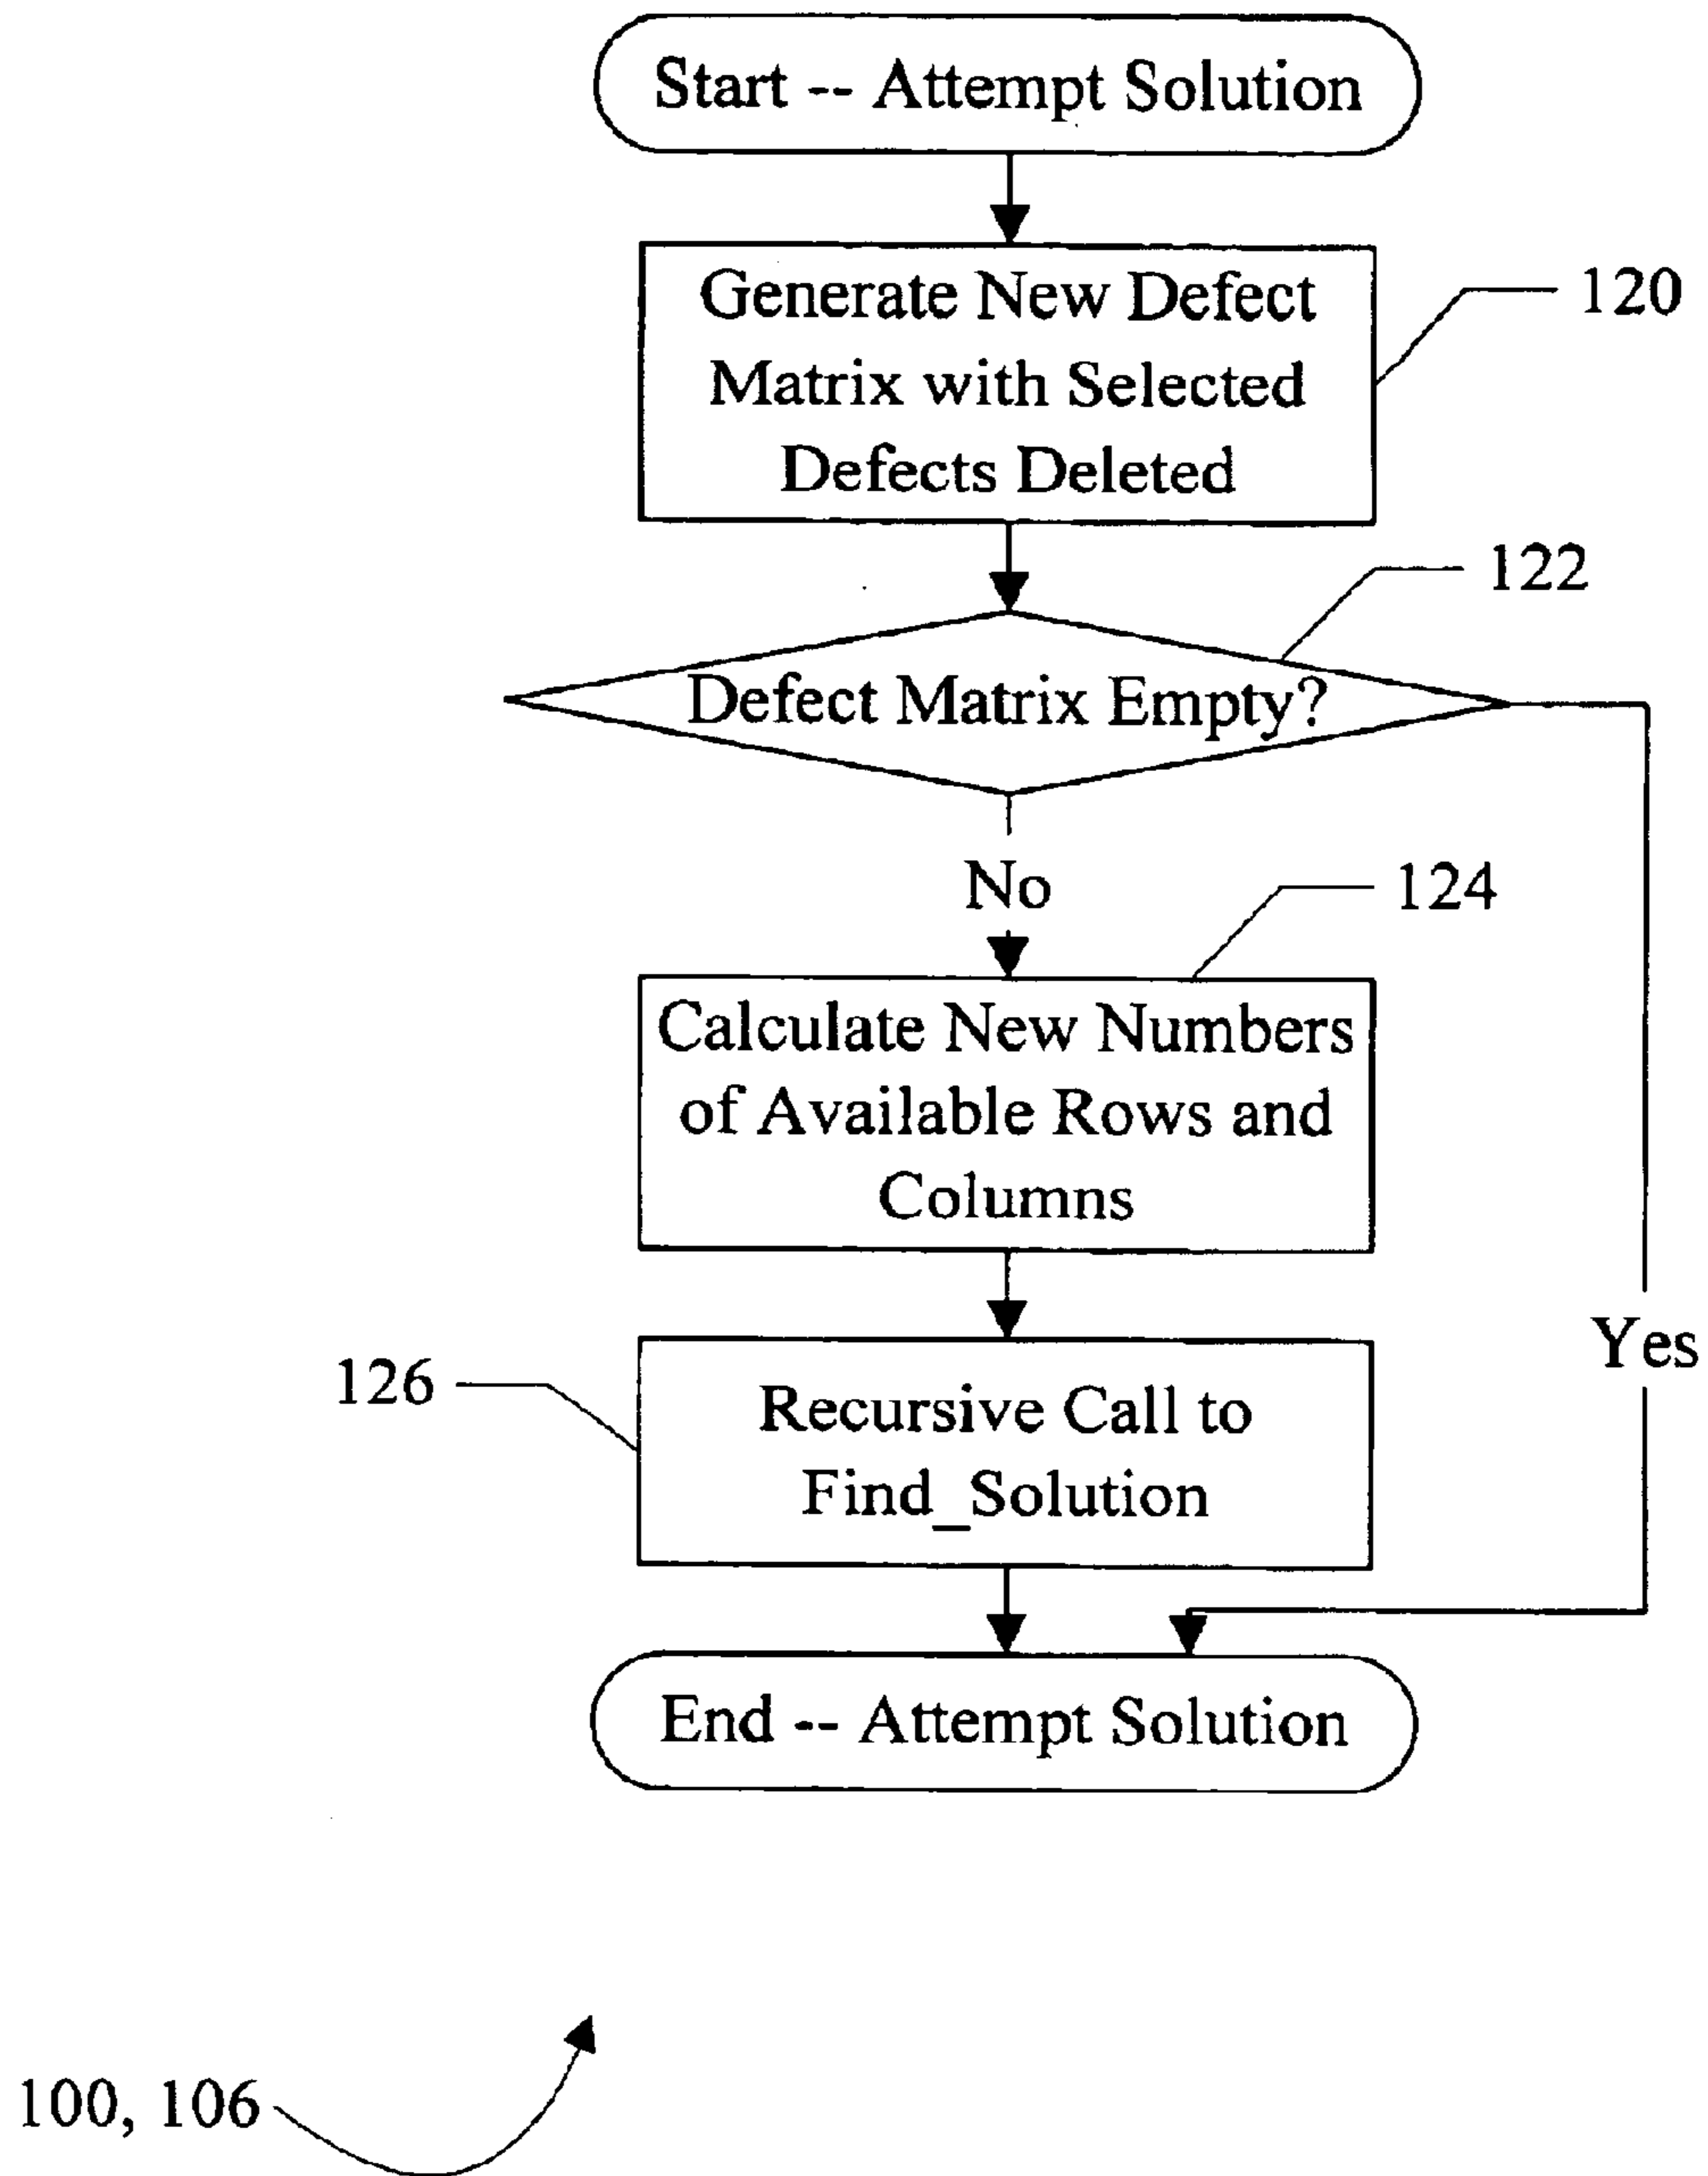 Start -- Attempt Solution
Generate New Defect
Matrix with Selected
Defects Deleted
120
122
Defect Matrix Empty?
No
124
Calculate New Numbers
of Available Rows and
Columns
Yes
126
Recursive Call to
Find_Solution
End -- Attempt Solution
100, 106